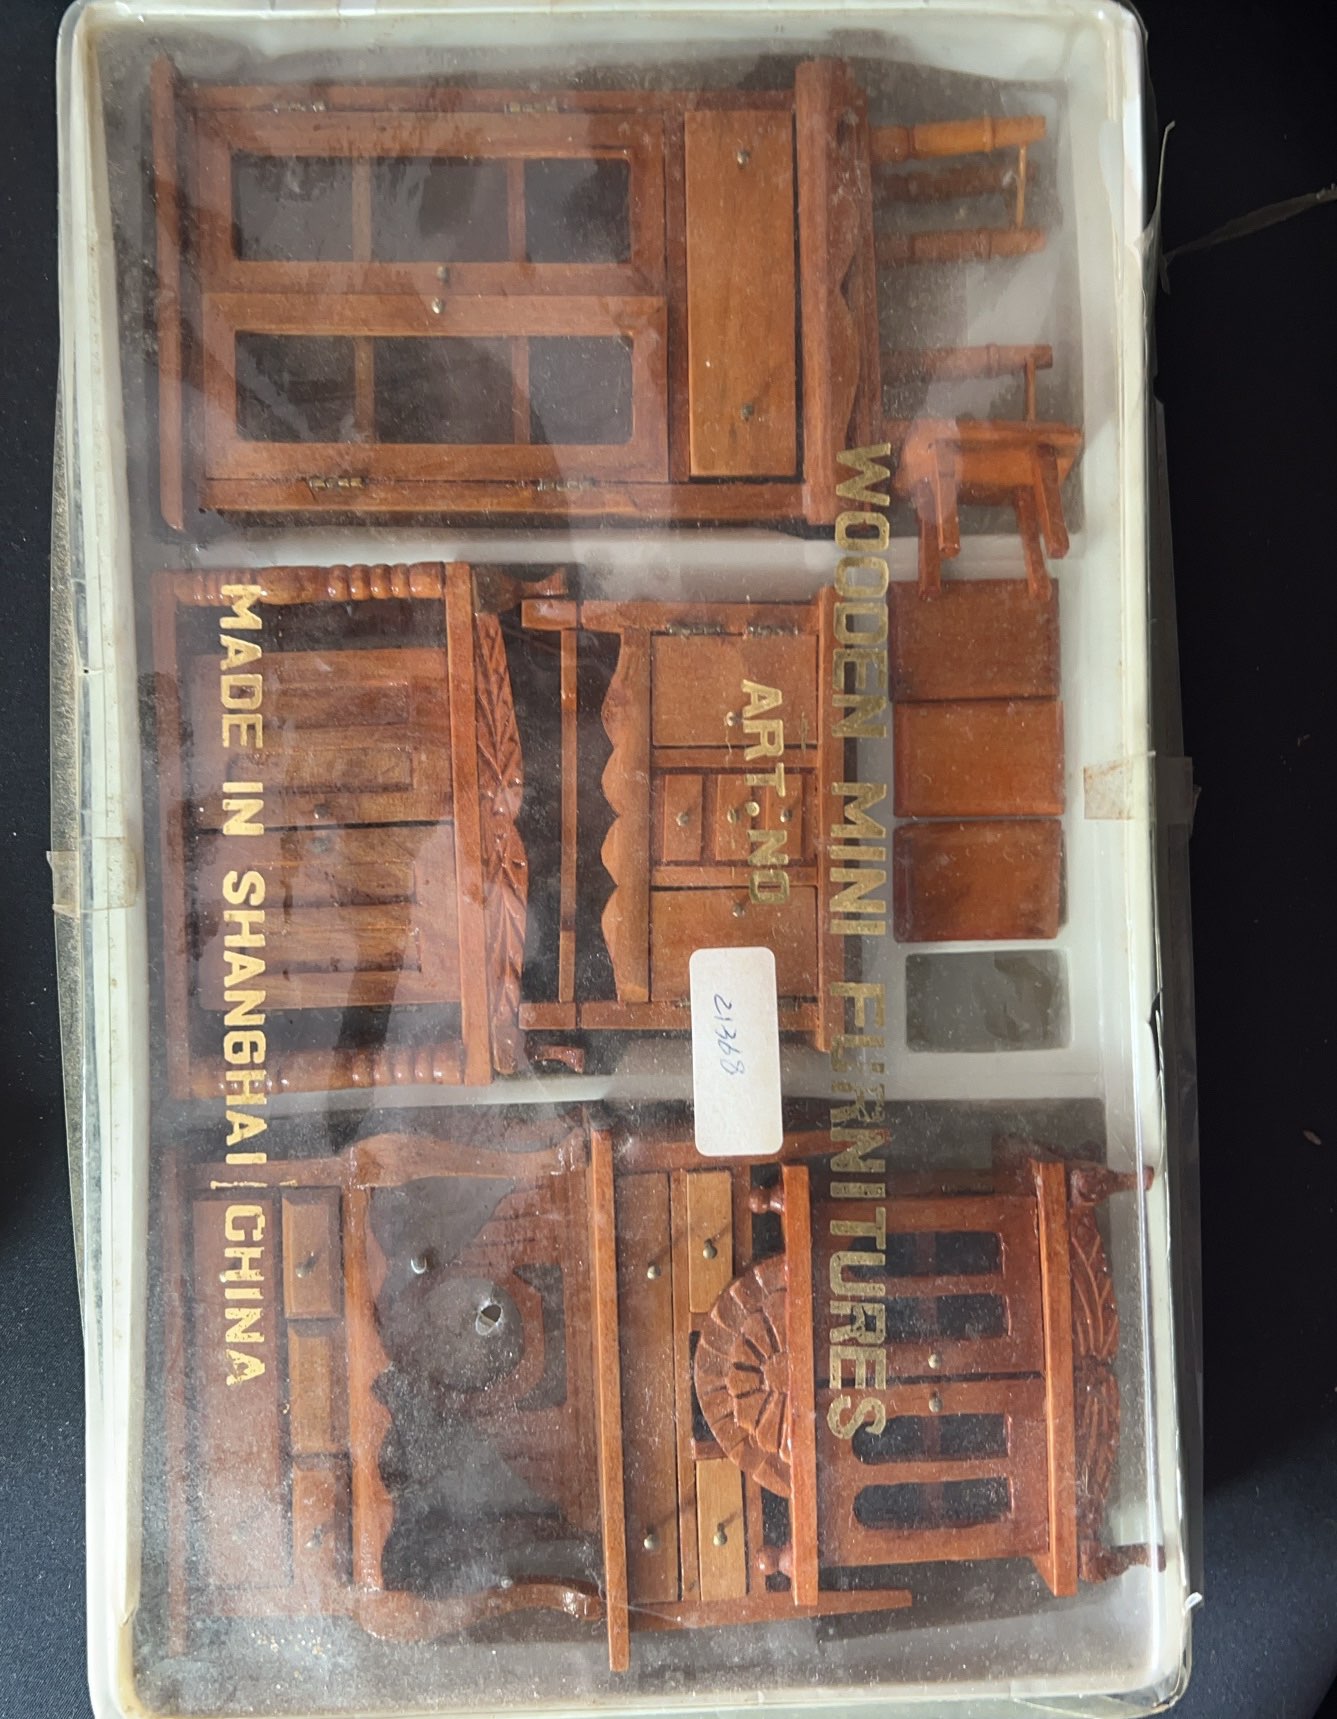 WOODEN MINI FURNITURES
ART.NO
21368
MADE IN SHANGHAI CHINA